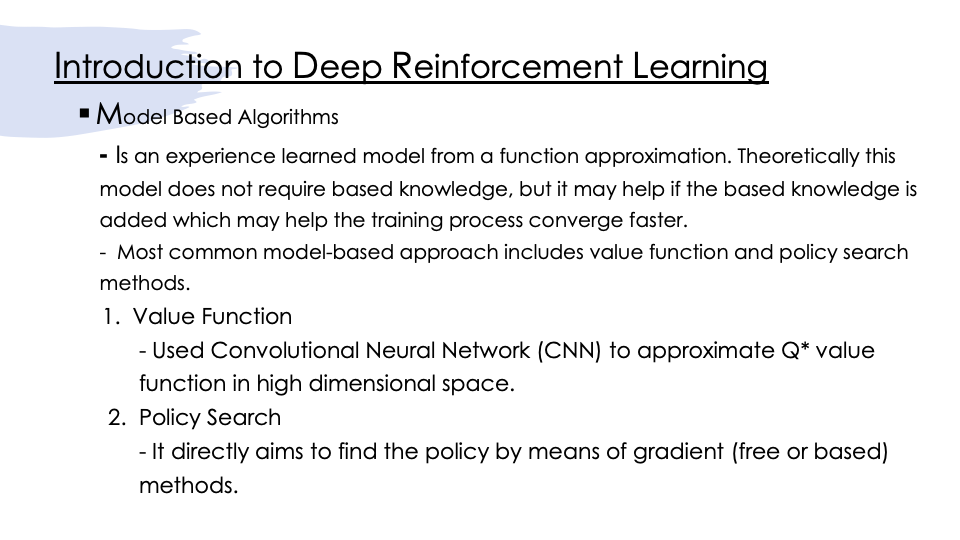 Introduction to Deep Reinforcement Learning
▪ Model Based Algorithms
- Is an experience learned model from a function approximation. Theoretically this
model does not require based knowledge, but it may help if the based knowledge is
added which may help the training process converge faster.
- Most common model-based approach includes value function and policy search
methods.
1. Value Function
- Used Convolutional Neural Network (CNN) to approximate Q* value
function in high dimensional space.
2. Policy Search
- It directly aims to find the policy by means of gradient (free or based)
methods.